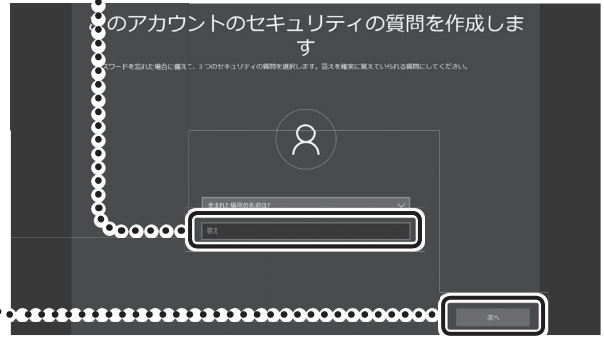 のアカウントのセキュリティの質問を作成しま
す
スワードを忘れた場合に備えて、3 つのセキュリティの質問を選択します。答えを確実に覚えていられる質問にしてください。
生まれた場所の名前は?
答え
次へ